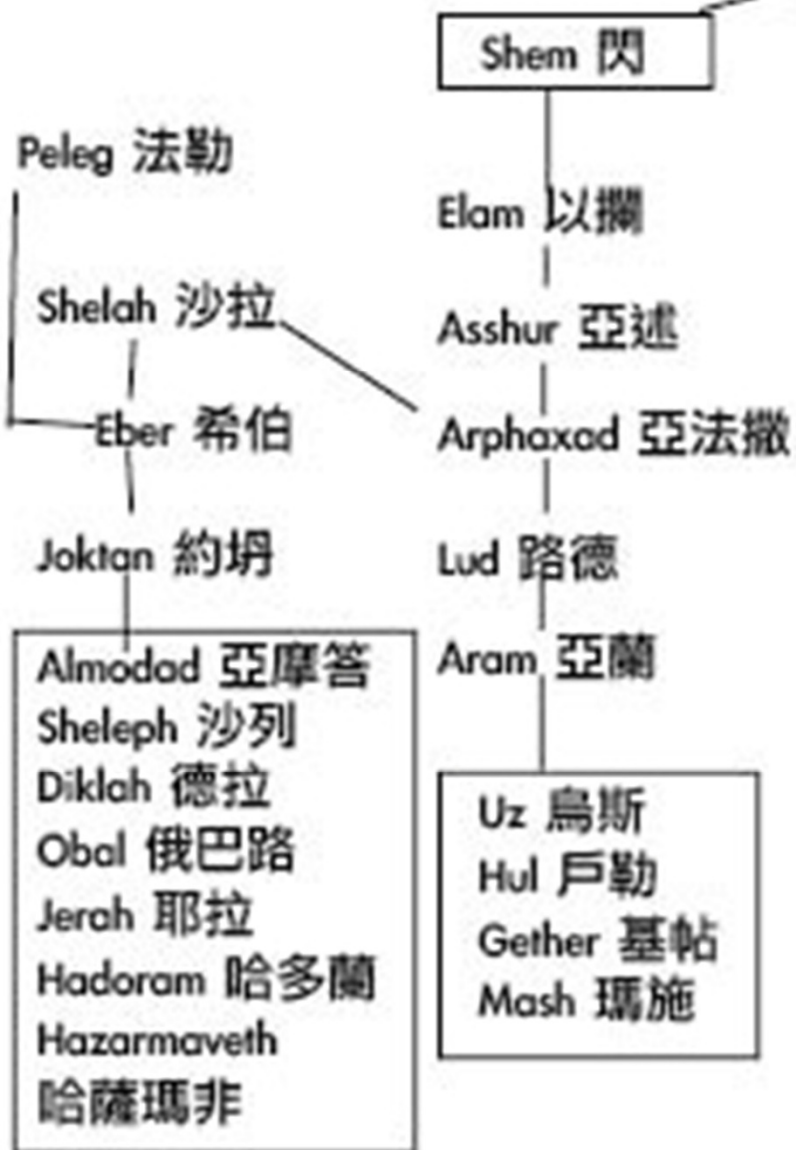 Shem 閃
Peleg 法勒
Elam 以攔
Shelah 沙拉
Asshur 亞述
Eber 希伯
Arphaxad 亞法撒
Joktan 約坍
Lud 路德
Aram 亞蘭
Almodad 亞摩答
Sheleph 沙列
Diklah 德拉
Obal 俄巴路
Jerah 耶拉
Hadoram 哈多蘭
Hazarmaveth
哈薩瑪非
Uz 烏斯
Hul 戶勒
Gether 基帖
Mash 瑪施